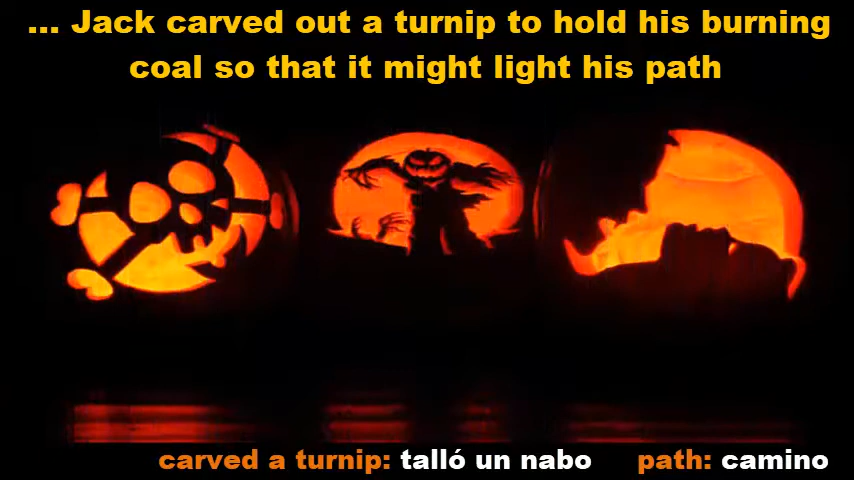 ... Jack carved out a turnip to hold his burning
coal so that it might light his path
carved a turnip: talló un nabo path: camino